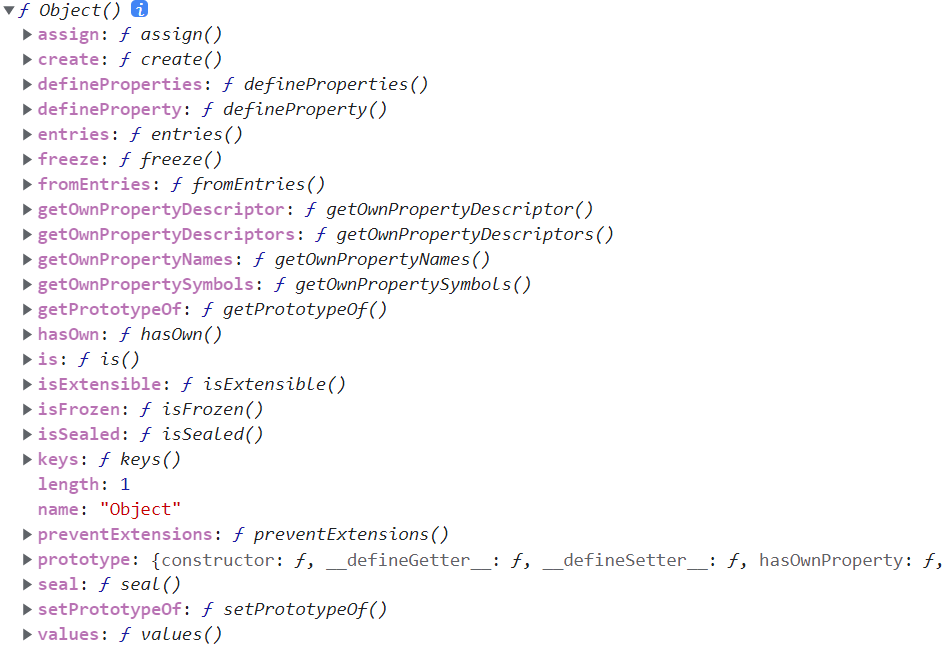 ▼ƒ Object() i
▶assign: ƒ assign()
▶create: ƒ create()
▶defineProperties: ƒ defineProperties()
▶defineProperty: ƒ defineProperty()
▶entries: ƒ entries()
▶freeze: ƒ freeze()
▶fromEntries: ƒ fromEntries()
▶getOwnPropertyDescriptor: ƒ getOwnPropertyDescriptor()
▶getOwnPropertyDescriptors: ƒ getOwnPropertyDescriptors()
▶getOwnPropertyNames: ƒ getOwnPropertyNames()
▶getOwnPropertySymbols: ƒ getOwnPropertySymbols()
▶getPrototypeOf: ƒ getPrototypeOf()
▶hasOwn: ƒ hasOwn()
▶is: ƒ is()
▶isExtensible: ƒ isExtensible()
▶isFrozen: ƒ isFrozen()
▶isSealed: ƒ isSealed()
▶keys: ƒ keys()
length: 1
name: "Object"
▶preventExtensions: ƒ preventExtensions()
▶prototype: {constructor: ƒ, __defineGetter__: ƒ, __defineSetter__: ƒ, hasOwnProperty: ƒ,
▶seal: ƒ seal()
▶setPrototypeOf: ƒ setPrototypeOf()
▶values: ƒ values()